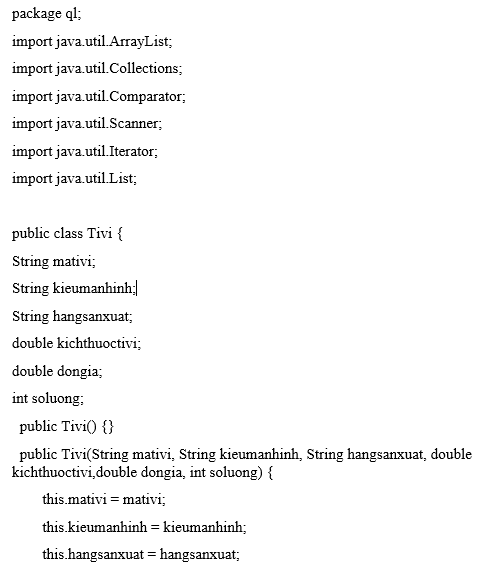 package ql;
import java.util.ArrayList;
import java.util.Collections;
import java.util.Comparator;
import java.util.Scanner;
import java.util.Iterator;
import java.util.List;
public class Tivi {
String mativi;
String kieumanhinh;
String hangsanxuat;
double kichthuoctivi;
double dongia;
int soluong;
public Tivi() {}
public Tivi(String mativi, String kieumanhinh, String hangsanxuat, double
kichthuoctivi,double dongia, int soluong) {
this.mativi = mativi;
this.kieumanhinh = kieumanhinh;
this.hangsanxuat = hangsanxuat;